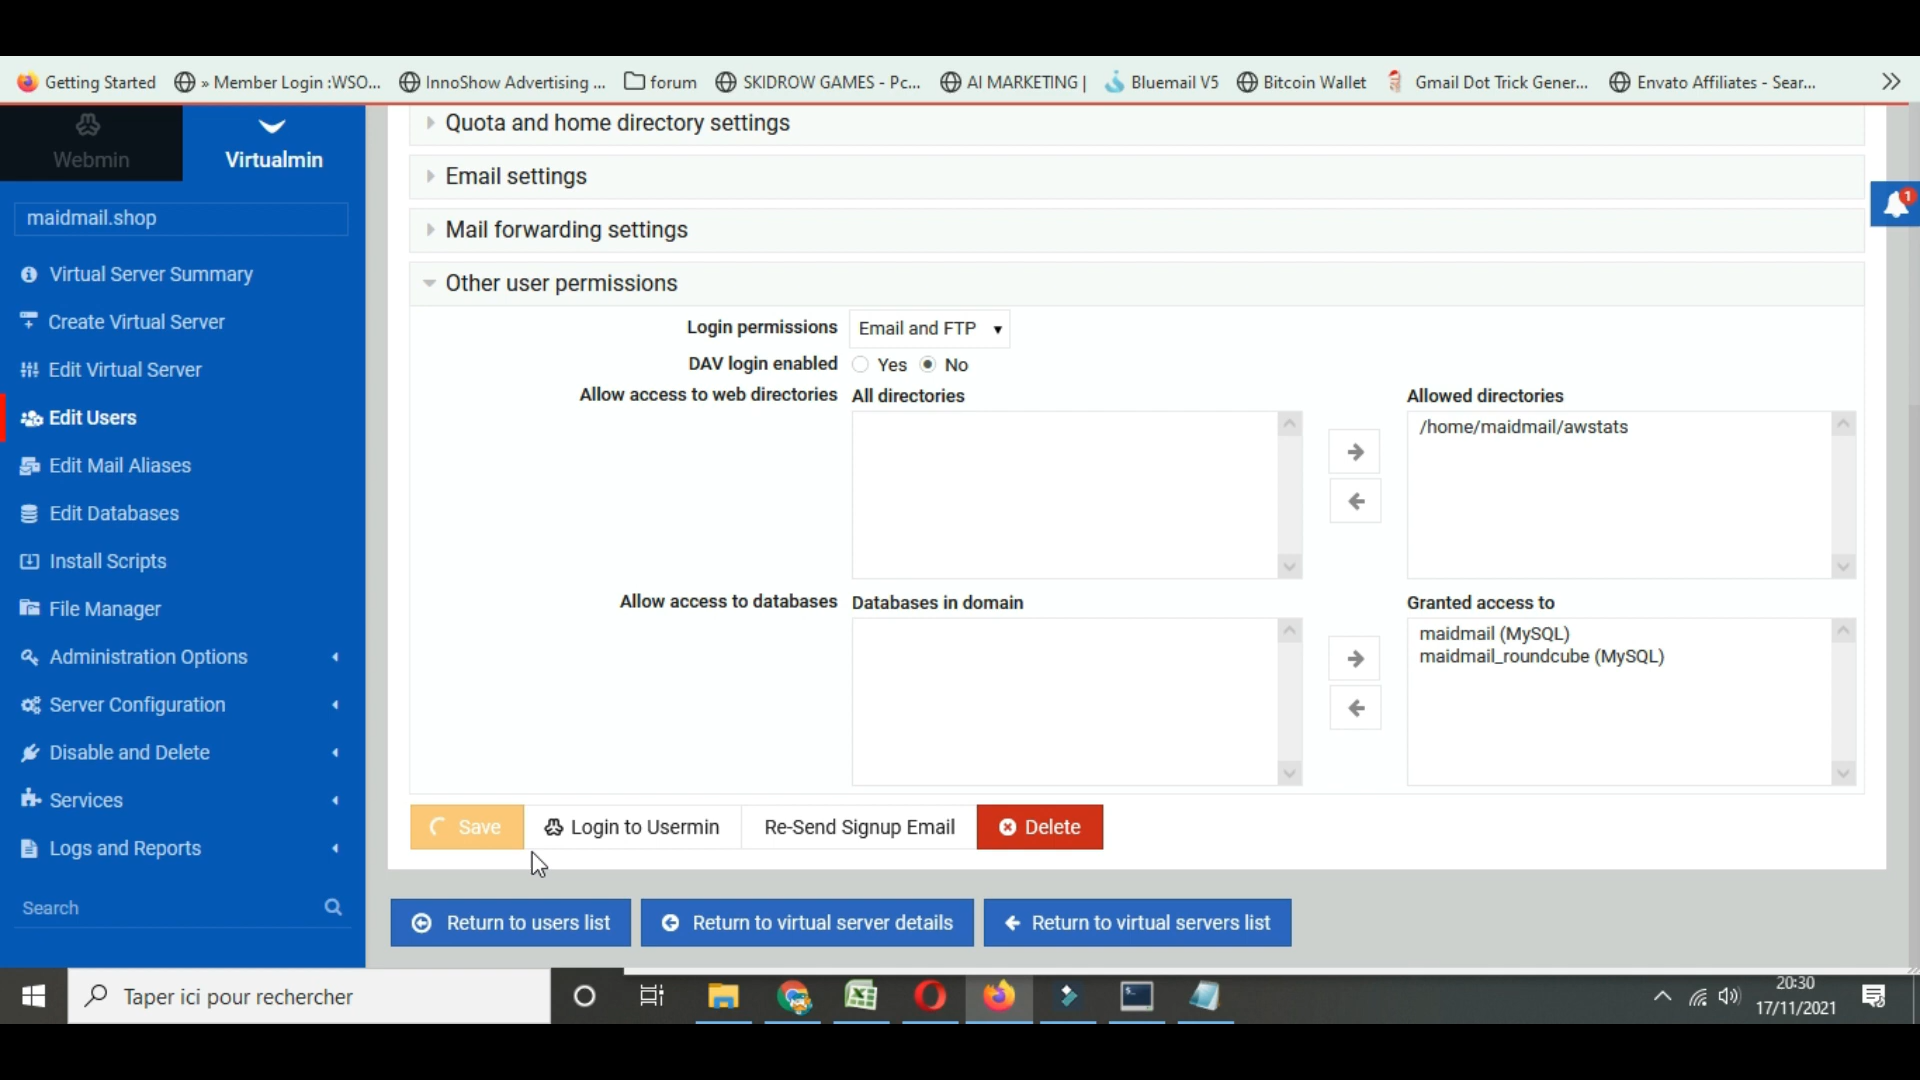 Getting Started
» Member Login :WSO...
InnoShow Advertising ...
forum
SKIDROW GAMES - Pc...
AI MARKETING |
Bluemail V5
Bitcoin Wallet
Gmail Dot Trick Gener...
Envato Affiliates - Sear...
Webmin
Virtualmin
maidmail.shop
Virtual Server Summary
Create Virtual Server
Edit Virtual Server
Edit Users
Edit Mail Aliases
Edit Databases
Install Scripts
File Manager
Administration Options
Server Configuration
Disable and Delete
Services
Logs and Reports
Search
Quota and home directory settings
Email settings
Mail forwarding settings
Other user permissions
Login permissions Email and FTP
DAV login enabled Yes No
Allow access to web directories All directories Allowed directories
/home/maidmail/awstats
Allow access to databases Databases in domain Granted access to
maidmail (MySQL)
maidmail_roundcube (MySQL)
Save Login to Usermin Re-Send Signup Email Delete
Return to users list Return to virtual server details Return to virtual servers list
1
Taper ici pour rechercher
20:30
17/11/2021